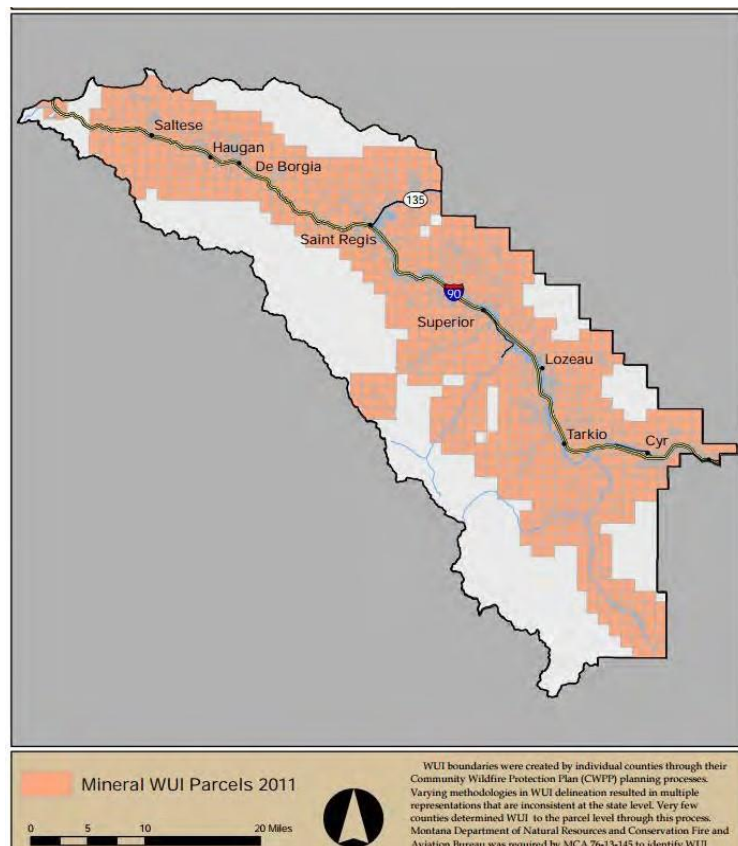 Saltese
Haugan
De Borgia
135
Saint Regis
90
Superior
Lozeau
Tarkio
Cyr
Mineral WUI Parcels 2011
0 5 10 20 Miles
WUI boundaries were created by individual counties through their
Community Wildfire Protection Plan (CWPP) planning processes.
Varying methodologies in WUI delineation resulted in multiple
representations that are inconsistent at the state level. Very few
counties determined WUI to the parcel level through this process.
Montana Department of Natural Resources and Conservation Fire and
Aviation Bureau was required by MCA 76-13-145 to identify WUI